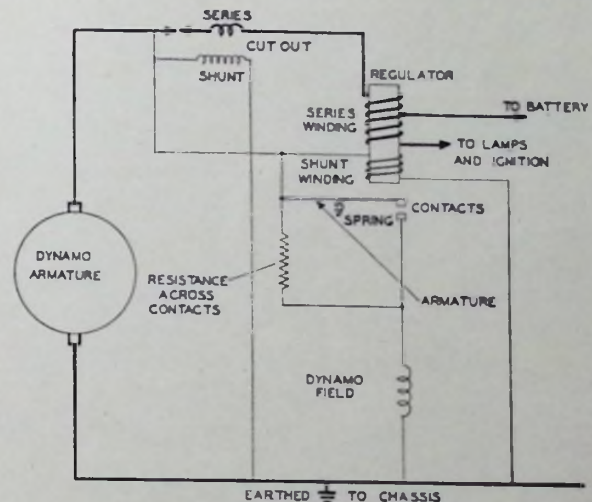 SERIES
CUT OUT
SHUNT
REGULATOR
SERIES
WINDING
TO BATTERY
TO LAMPS
AND IGNITION
SHUNT
WINDING
CONTACTS
SPRING
DYNAMO
ARMATURE
RESISTANCE
ACROSS
CONTACTS
ARMATURE
DYNAMO
FIELD
EARTHED TO CHASSIS